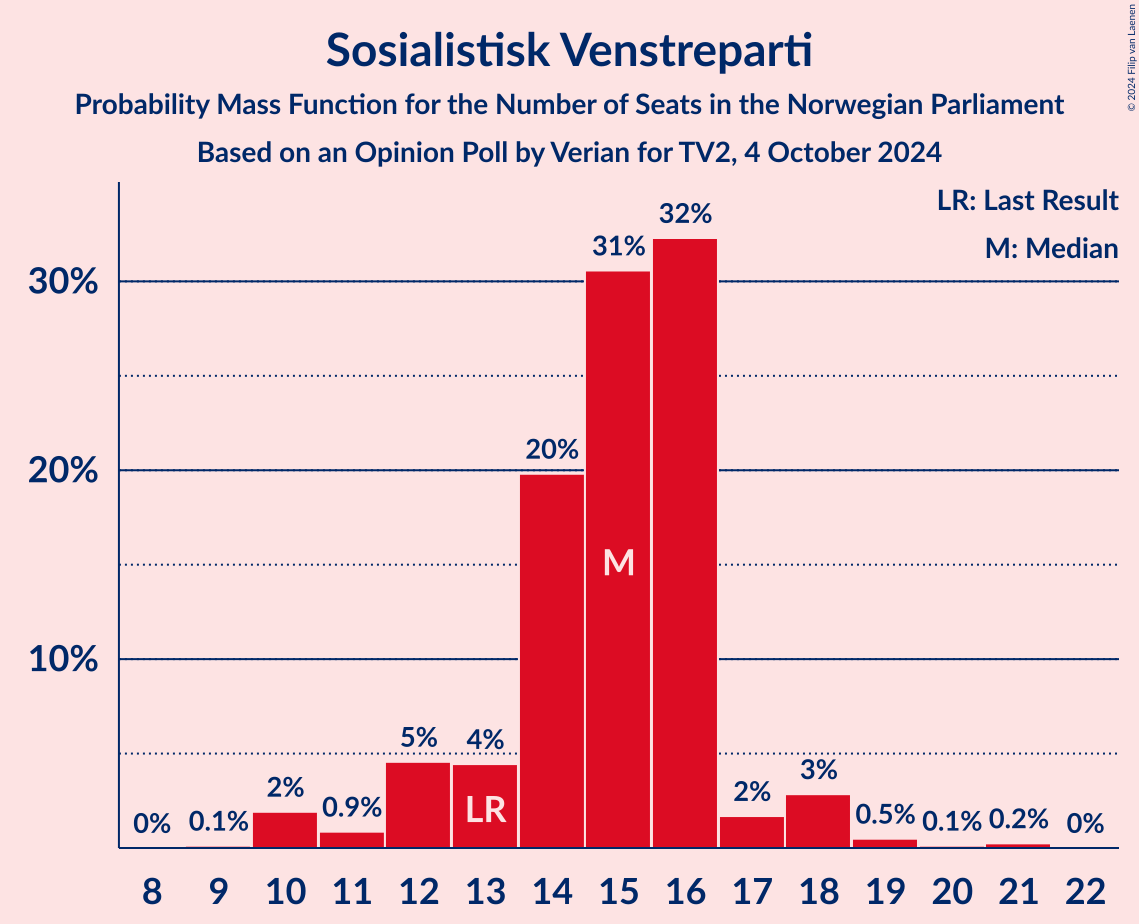 Sosialistisk Venstreparti
Probability Mass Function for the Number of Seats in the Norwegian Parliament
Based on an Opinion Poll by Verian for TV2, 4 October 2024
© 2024 Filip van Laenen
LR: Last Result
M: Median
30%
20%
10%
0%
0.1%
2%
0.9%
5%
4%
20%
31%
32%
2%
3%
0.5%
0.1%
0.2%
0%
LR
M
8 9 10 11 12 13 14 15 16 17 18 19 20 21 22